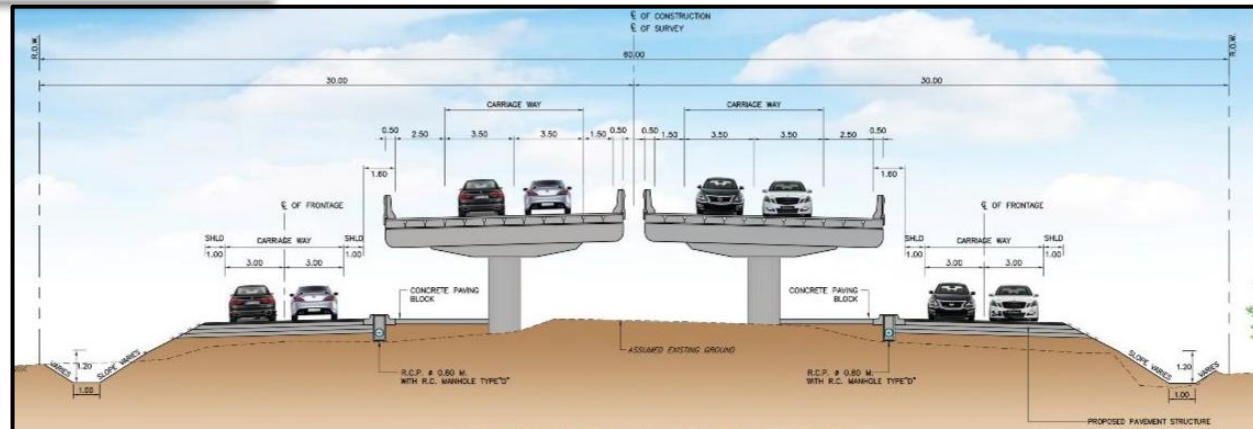 ℄ OF CONSTRUCTION
℄ OF SURVEY
R.O.W.
R.O.W.
60.00
30.00
30.00
CARRIAGE WAY
CARRIAGE WAY
0.50
2.50
3.50
3.50
1.50
0.50
0.50
1.50
3.50
3.50
2.50
0.50
1.60
1.60
℄ OF FRONTAGE
℄ OF FRONTAGE
SHLD
CARRIAGE WAY
SHLD
SHLD
CARRIAGE WAY
SHLD
1.00
1.00
1.00
1.00
3.00
3.00
3.00
3.00
CONCRETE PAVING
BLOCK
CONCRETE PAVING
BLOCK
ASSUMED EXISTING GROUND
VARIES
1.20
SLOPE VARIES
1.00
R.C.P. ø 0.60 M.
WITH R.C. MANHOLE TYPE"D"
R.C.P. ø 0.60 M.
WITH R.C. MANHOLE TYPE"D"
SLOPE VARIES
1.20
VARIES
1.00
PROPOSED PAVEMENT STRUCTURE